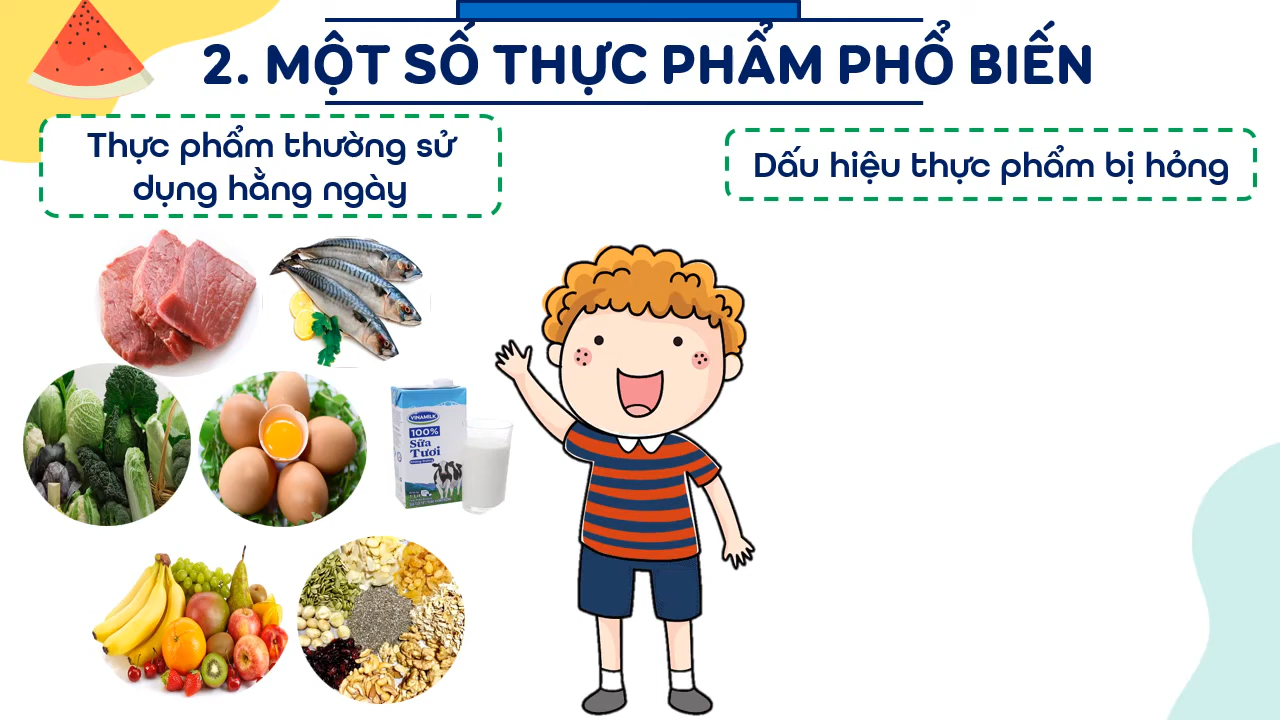 2. MỘT SỐ THỰC PHẨM PHỔ BIẾN
Thực phẩm thường sử
dụng hằng ngày
Dấu hiệu thực phẩm bị hỏng
VINAMILK
100%
Sữa
Tươi